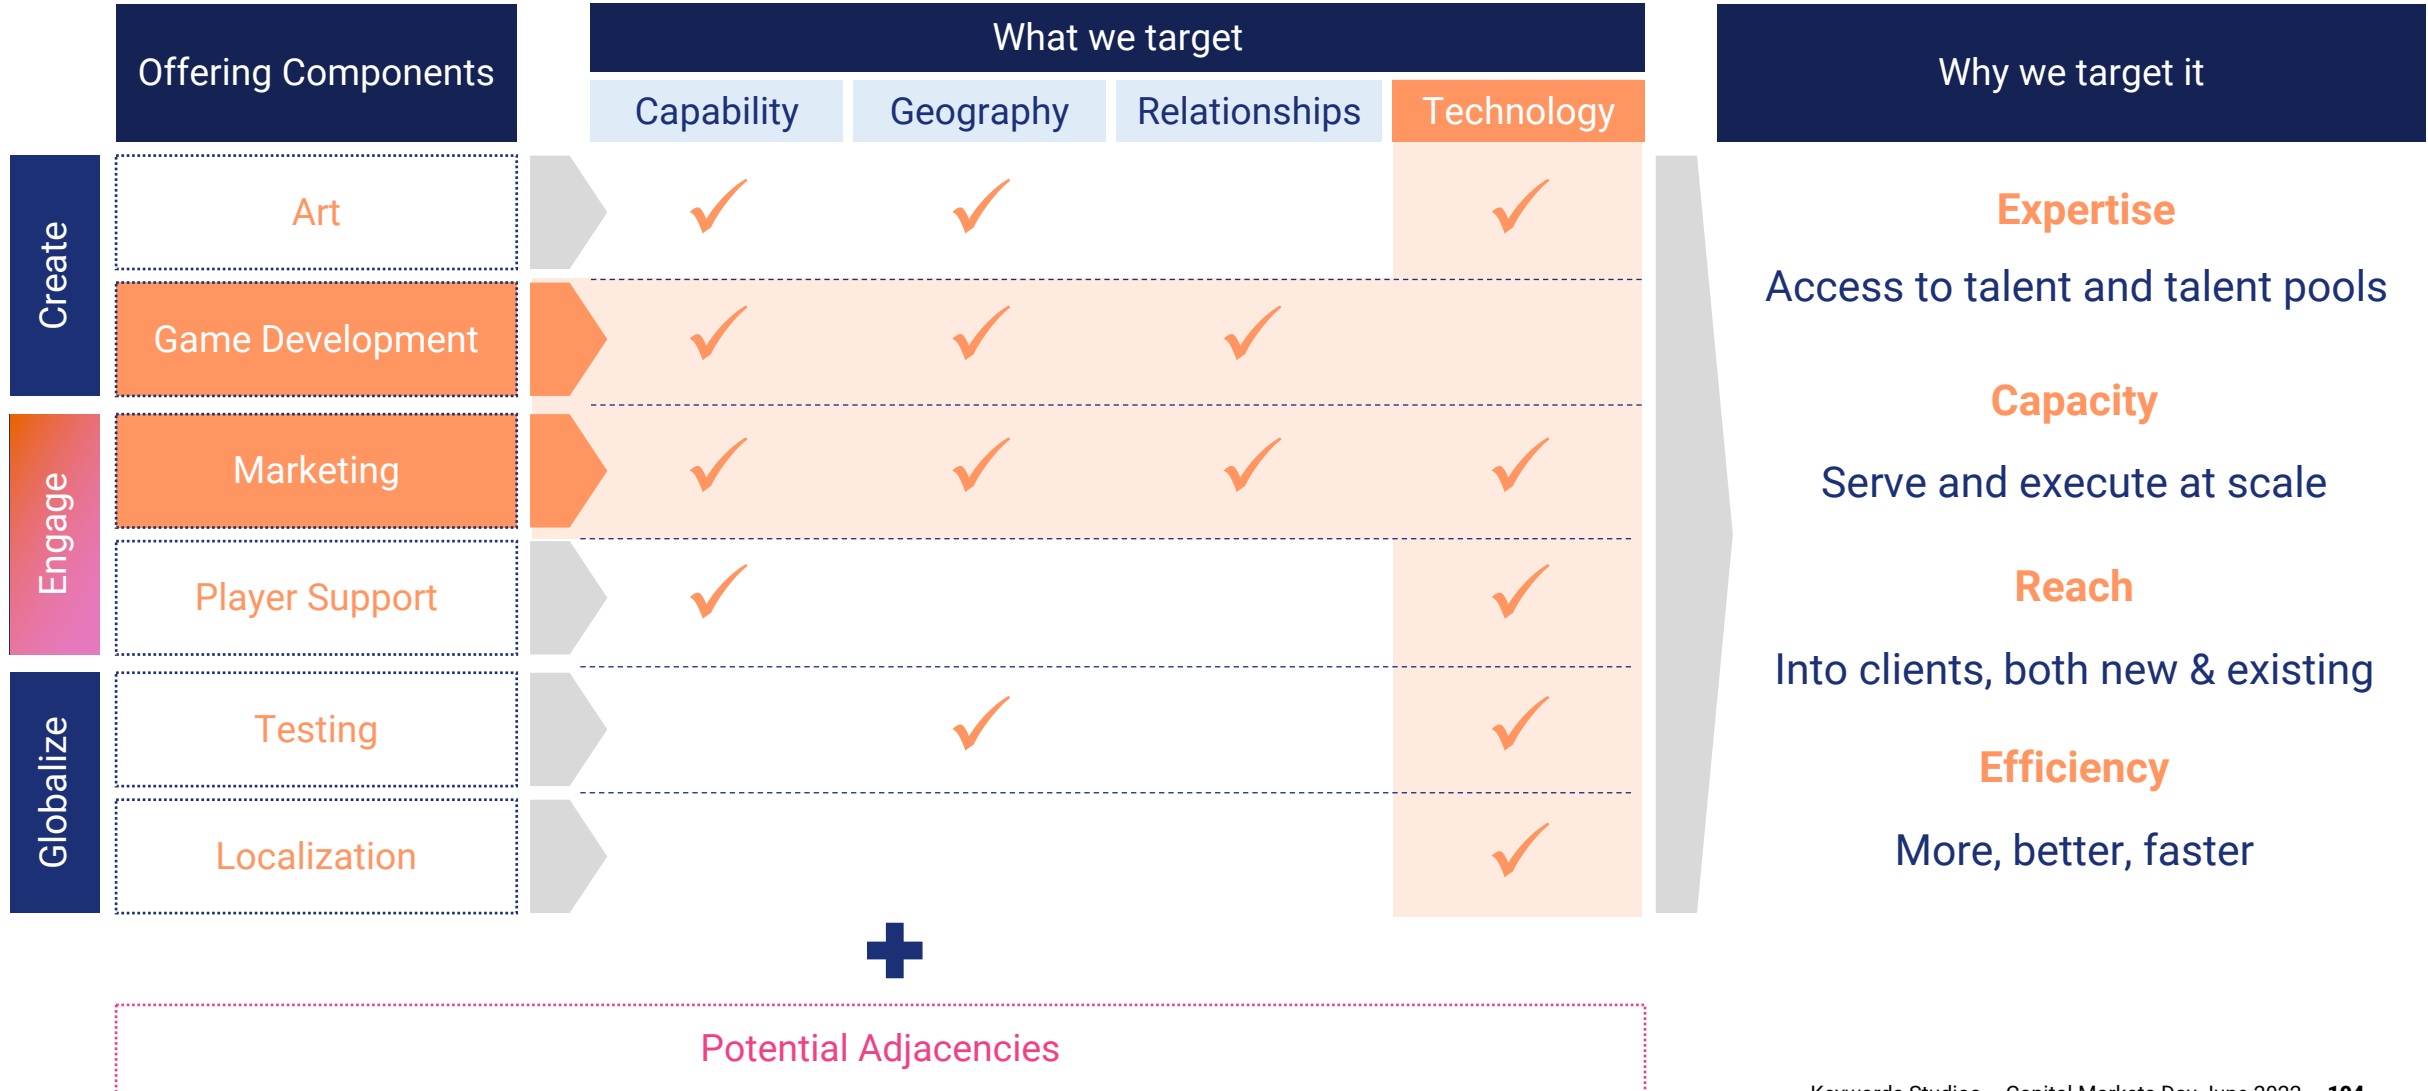 Offering Components
What we target
Why we target it
Capability
Geography
Relationships
Technology
Create
Art
Game Development
Engage
Marketing
Player Support
Globalize
Testing
Localization
Expertise
Access to talent and talent pools
Capacity
Serve and execute at scale
Reach
Into clients, both new & existing
Efficiency
More, better, faster
Potential Adjacencies